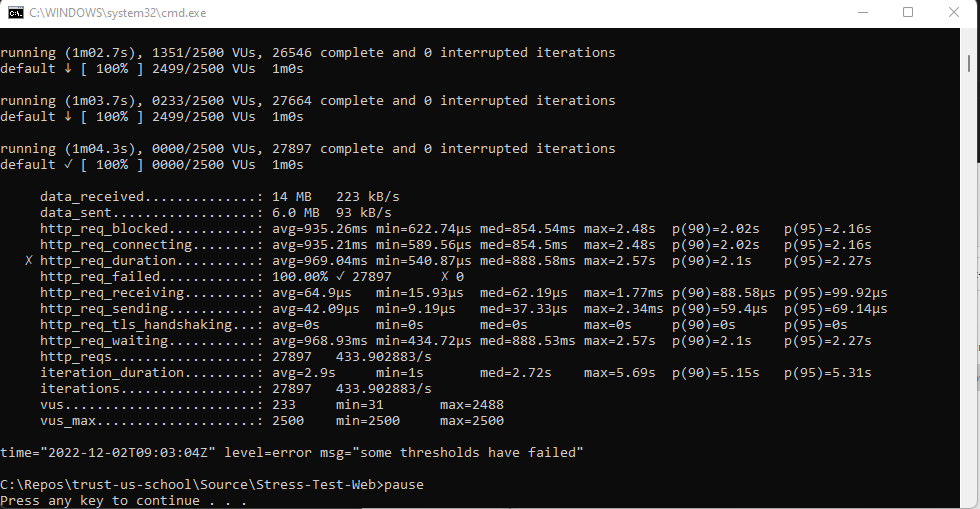 C:\WINDOWS\system32\cmd.exe
running (1m02.7s), 1351/2500 VUs, 26546 complete and 0 interrupted iterations
default ↓ [ 100% ] 2499/2500 VUs  1m0s
running (1m03.7s), 0233/2500 VUs, 27664 complete and 0 interrupted iterations
default ↓ [ 100% ] 2499/2500 VUs  1m0s
running (1m04.3s), 0000/2500 VUs, 27897 complete and 0 interrupted iterations
default ✓ [ 100% ] 0000/2500 VUs  1m0s
data_received..............: 14 MB   223 kB/s
data_sent..................: 6.0 MB  93 kB/s
http_req_blocked...........: avg=935.26ms min=622.74µs med=854.54ms max=2.48s  p(90)=2.02s   p(95)=2.16s
http_req_connecting........: avg=935.21ms min=589.56µs med=854.5ms  max=2.48s  p(90)=2.02s   p(95)=2.16s
✗ http_req_duration..........: avg=969.04ms min=540.87µs med=888.58ms max=2.57s  p(90)=2.1s    p(95)=2.27s
http_req_failed............: 100.00% ✓ 27897      ✗ 0
http_req_receiving.........: avg=64.9µs   min=15.93µs  med=62.19µs  max=1.77ms p(90)=88.58µs p(95)=99.92µs
http_req_sending...........: avg=42.09µs  min=9.19µs   med=37.33µs  max=2.34ms p(90)=59.4µs  p(95)=69.14µs
http_req_tls_handshaking...: avg=0s       min=0s       med=0s       max=0s     p(90)=0s      p(95)=0s
http_req_waiting...........: avg=968.93ms min=434.72µs med=888.53ms max=2.57s  p(90)=2.1s    p(95)=2.27s
http_reqs..................: 27897   433.902883/s
iteration_duration.........: avg=2.9s     min=1s       med=2.72s    max=5.69s  p(90)=5.15s   p(95)=5.31s
iterations.................: 27897   433.902883/s
vus........................: 233     min=31       max=2488
vus_max....................: 2500    min=2500     max=2500
time="2022-12-02T09:03:04Z" level=error msg="some thresholds have failed"
C:\Repos\trust-us-school\Source\Stress-Test-Web>pause
Press any key to continue . . .